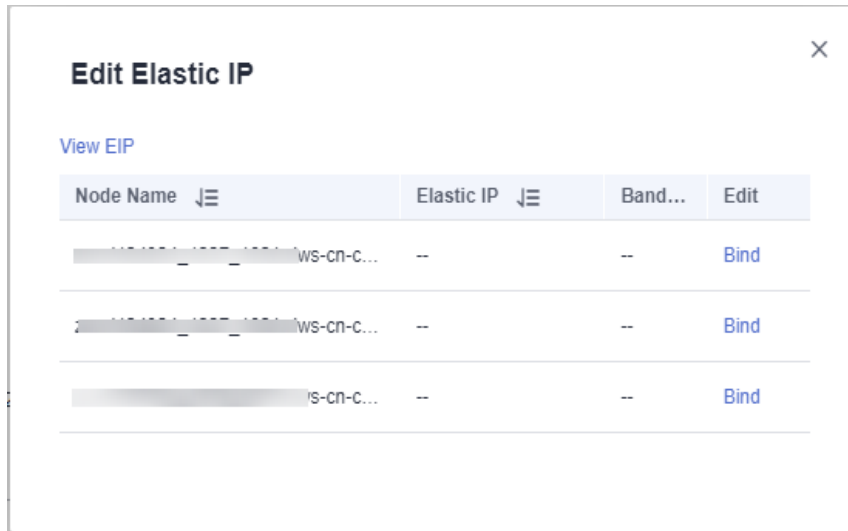 Edit Elastic IP
View EIP
Node Name Elastic IP Band... Edit
ws-cn-c... -- -- Bind
ws-cn-c... -- -- Bind
s-cn-c... -- -- Bind